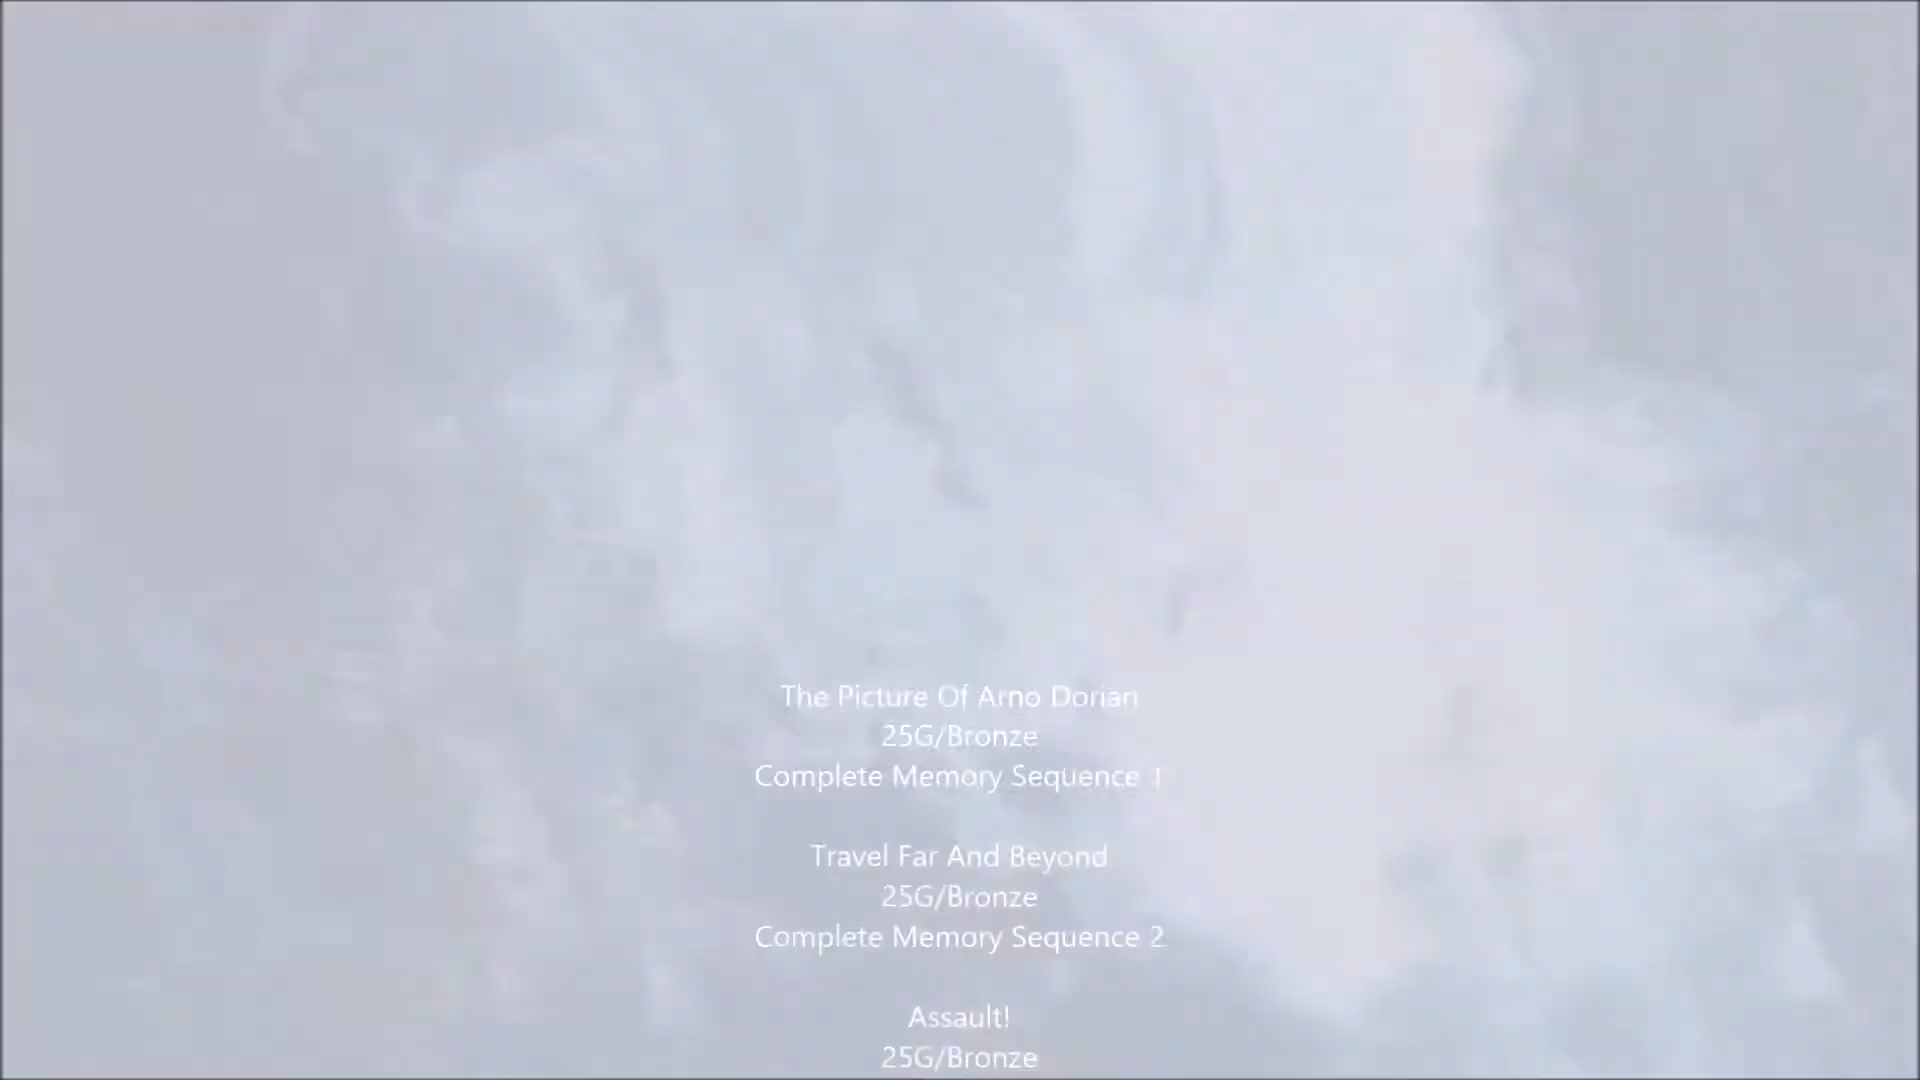 The Picture Of Arno Dorian
25G/Bronze
Complete Memory Sequence 1
Travel Far And Beyond
25G/Bronze
Complete Memory Sequence 2
Assault!
25G/Bronze